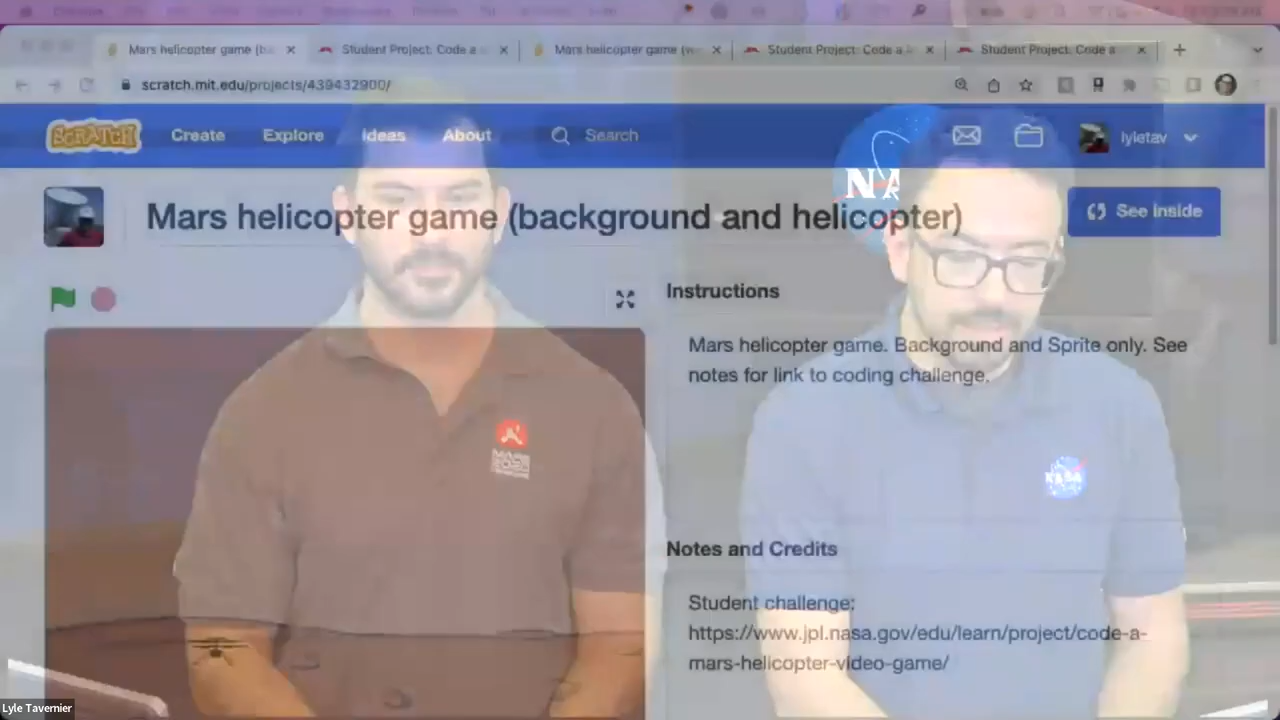 Mars helicopter game (ba
Student Project: Code a
Mars helicopter game (w
Student Project: Code a
Student Project: Code a
scratch.mit.edu/projects/439432900/
SCRATCH
Create
Explore
Ideas
About
Search
lyletav
Mars helicopter game (background and helicopter)
See inside
NA
Instructions
Mars helicopter game. Background and Sprite only. See
notes for link to coding challenge.
MARS
NASA
Notes and Credits
Student challenge:
https://www.jpl.nasa.gov/edu/learn/project/code-a-
mars-helicopter-video-game/
Lyle Tavernier